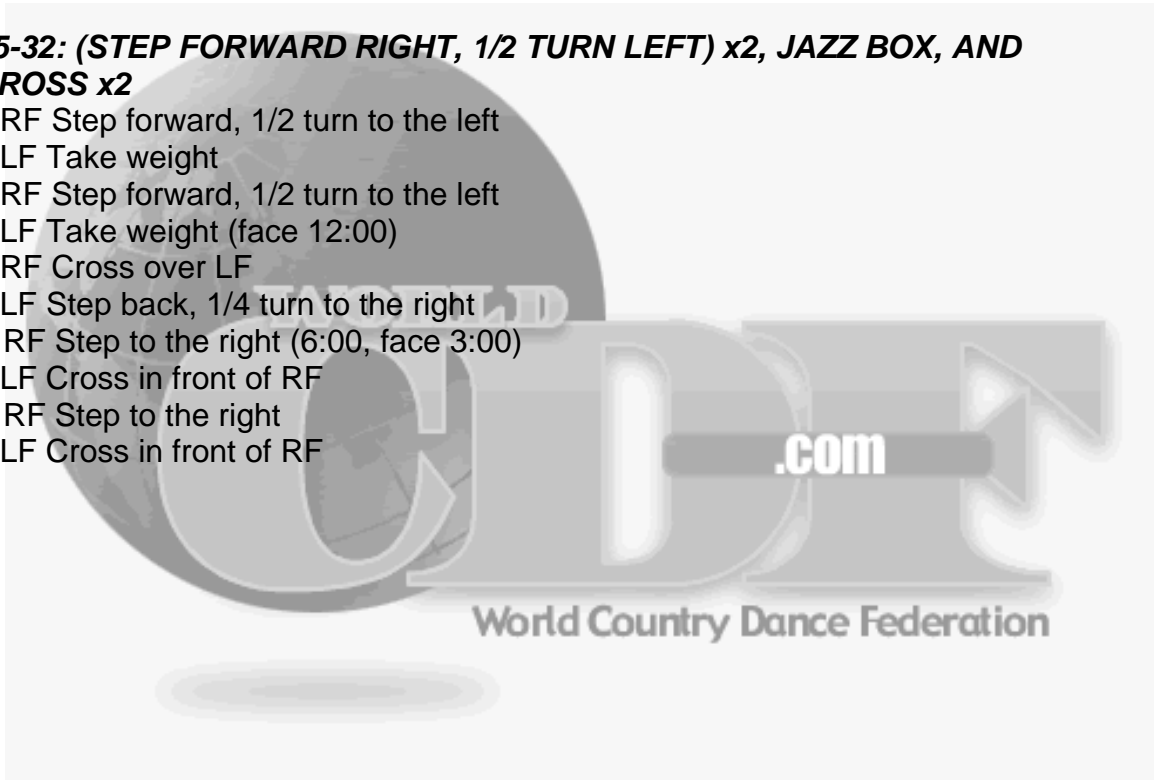 5-32: (STEP FORWARD RIGHT, 1/2 TURN LEFT) x2, JAZZ BOX, AND
ROSS x2
RF Step forward, 1/2 turn to the left
LF Take weight
RF Step forward, 1/2 turn to the left
LF Take weight (face 12:00)
RF Cross over LF
LF Step back, 1/4 turn to the right
RF Step to the right (6:00, face 3:00)
LF Cross in front of RF
RF Step to the right
LF Cross in front of RF
WORLD
CDF
.com
World Country Dance Federation